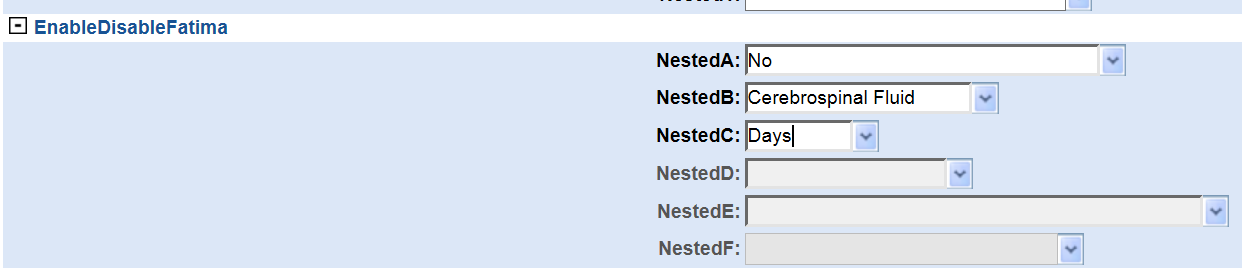 EnableDisableFatima
NestedA: No
NestedB: Cerebrospinal Fluid
NestedC: Days
NestedD:
NestedE:
NestedF: